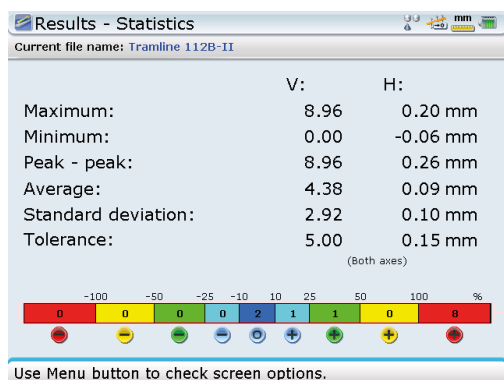 Results - Statistics mm
Current file name: Tramline 112B-II
V: H:
Maximum: 8.96 0.20 mm
Minimum: 0.00 -0.06 mm
Peak - peak: 8.96 0.26 mm
Average: 4.38 0.09 mm
Standard deviation: 2.92 0.10 mm
Tolerance: 5.00 0.15 mm
(Both axes)
-100 -50 -25 -10 10 25 50 100 %
0 0 0 0 2 1 1 0 8
Use Menu button to check screen options.